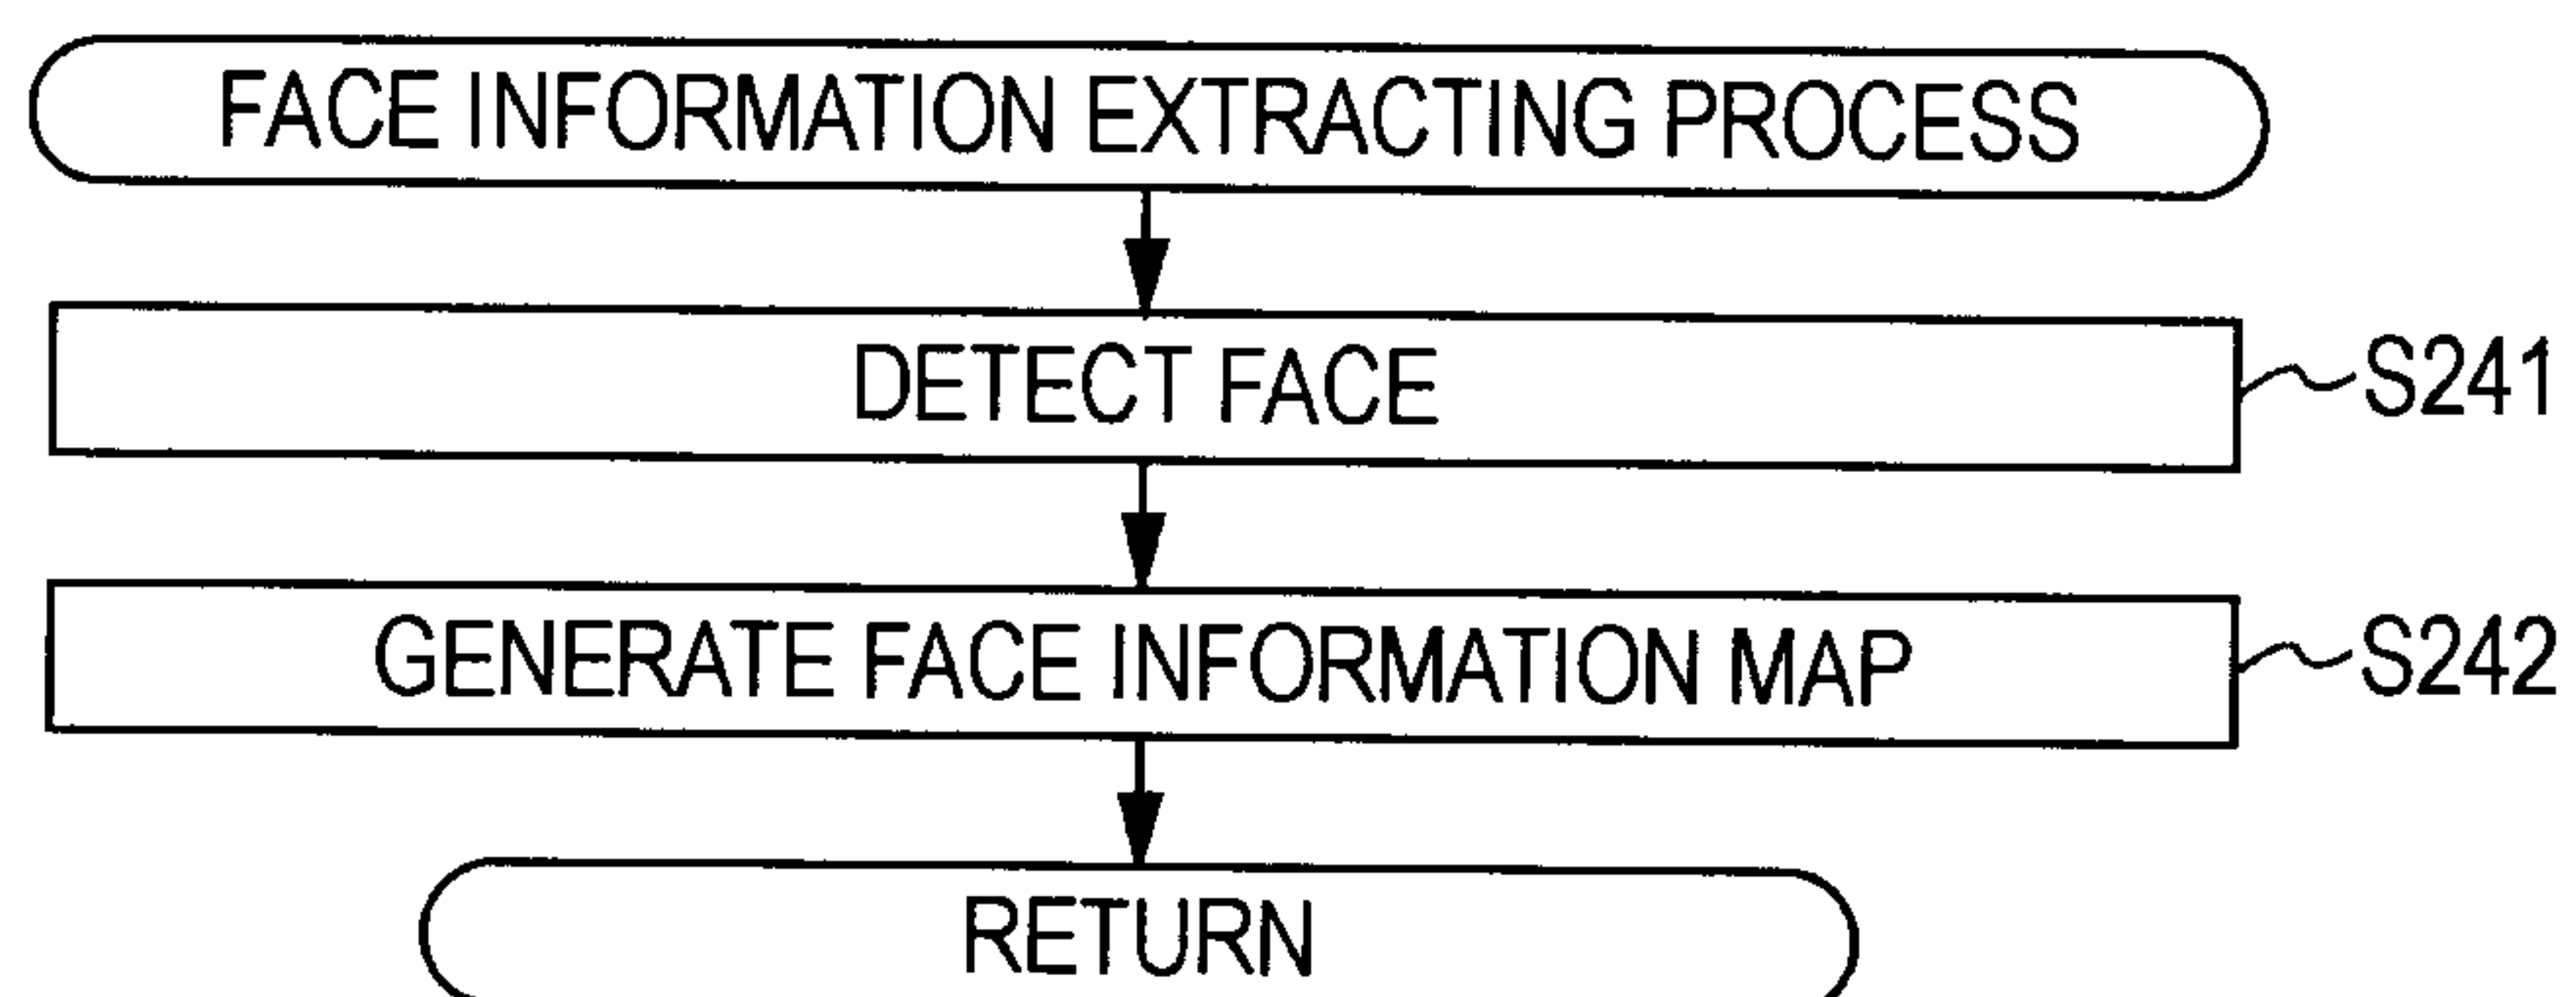 FACE INFORMATION EXTRACTING PROCESS
DETECT FACE
S241
GENERATE FACE INFORMATION MAP
S242
RETURN